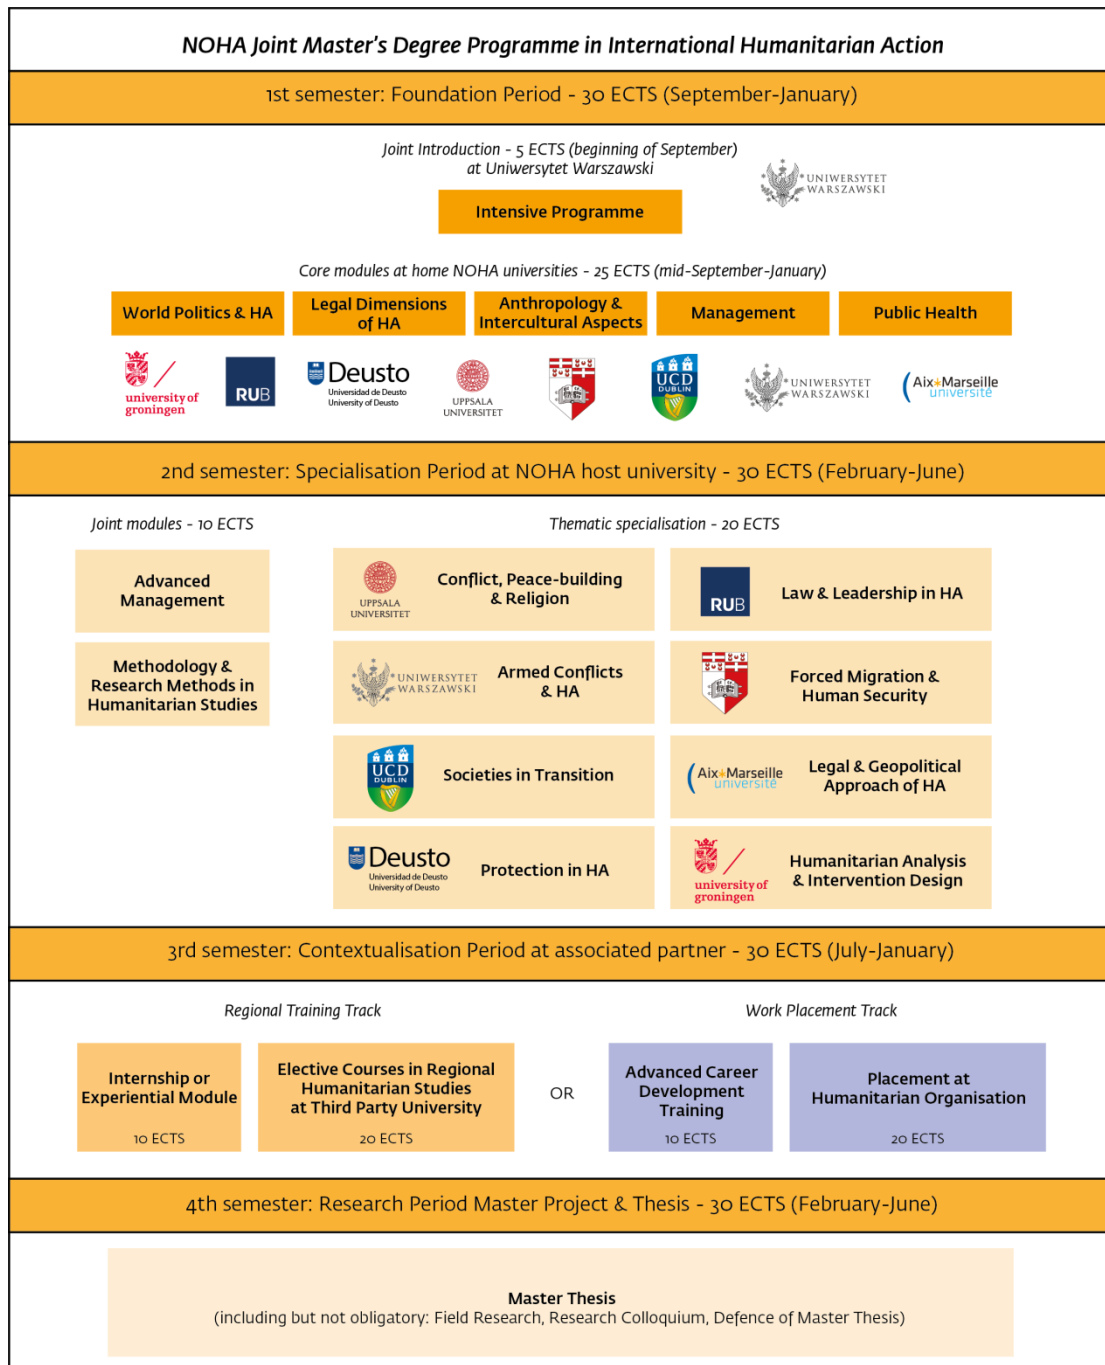 NOHA Joint Master's Degree Programme in International Humanitarian Action
1st semester: Foundation Period - 30 ECTS (September-January)
Joint Introduction - 5 ECTS (beginning of September)
at Uniwersytet Warszawski
UNIWERSYTET
WARSZAWSKI
Intensive Programme
Core modules at home NOHA universities - 25 ECTS (mid-September-January)
World Politics & HA
Legal Dimensions
of HA
Anthropology &
Intercultural Aspects
Management
Public Health
university of
groningen
RUB
Deusto
Universidad de Deusto
University of Deusto
UPPSALA
UNIVERSITET
UCD
DUBLIN
UNIWERSYTET
WARSZAWSKI
Aix Marseille
université
2nd semester: Specialisation Period at NOHA host university - 30 ECTS (February-June)
Joint modules - 10 ECTS
Advanced
Management
Methodology &
Research Methods in
Humanitarian Studies
Thematic specialisation - 20 ECTS
UPPSALA
UNIVERSITET
Conflict, Peace-building
& Religion
RUB
Law & Leadership in HA
UNIWERSYTET
WARSZAWSKI
Armed Conflicts
& HA
Forced Migration &
Human Security
UCD
DUBLIN
Societies in Transition
Aix Marseille
université
Legal & Geopolitical
Approach of HA
Deusto
Universidad de Deusto
University of Deusto
Protection in HA
university of
groningen
Humanitarian Analysis
& Intervention Design
3rd semester: Contextualisation Period at associated partner - 30 ECTS (July-January)
Regional Training Track
Internship or
Experiential Module
10 ECTS
Elective Courses in Regional
Humanitarian Studies
at Third Party University
20 ECTS
OR
Work Placement Track
Advanced Career
Development
Training
10 ECTS
Placement at
Humanitarian Organisation
20 ECTS
4th semester: Research Period Master Project & Thesis - 30 ECTS (February-June)
Master Thesis
(including but not obligatory: Field Research, Research Colloquium, Defence of Master Thesis)